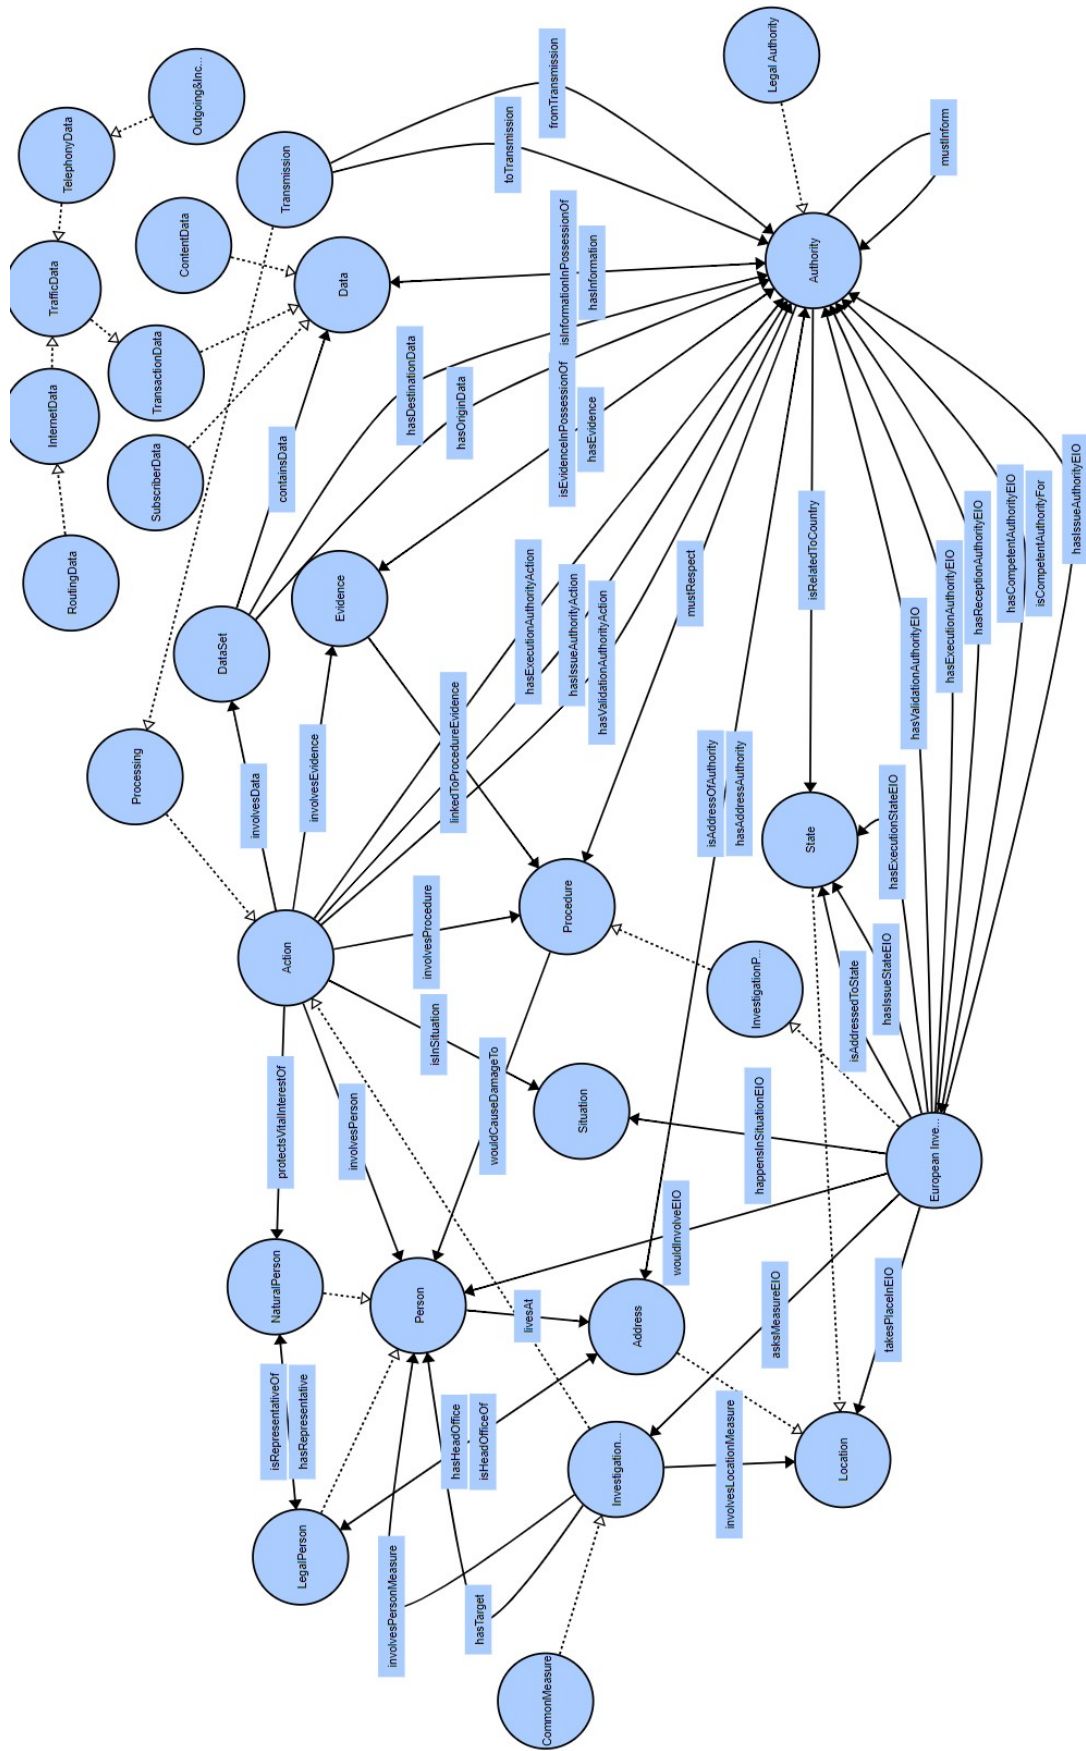 Outgoing&Inc...
TelephonyData
Legal Authority
fromTransmission
toTransmission
Transmission
mustInform
ContentData
TrafficData
Data
Authority
isInformationInPossessionOf
hasInformation
TransactionData
InternetData
hasDestinationData
hasOriginData
isEvidenceInPossessionOf
hasEvidence
SubscriberData
containsData
RoutingData
Evidence
DataSet
hasExecutionAuthorityAction
hasIssueAuthorityAction
hasValidationAuthorityAction
mustRespect
isRelatedToCountry
hasIssueAuthorityEIO
hasCompetentAuthorityEIO
isCompetentAuthorityFor
hasReceptionAuthorityEIO
hasExecutionAuthorityEIO
hasValidationAuthorityEIO
Processing
involvesData
involvesEvidence
linkedToProcedureEvidence
isAddressOfAuthority
hasAddressAuthority
State
hasExecutionStateEIO
Action
involvesProcedure
Procedure
isInSituation
InvestigationP...
isAddressedToState
hasIssueStateEIO
protectsVitalInterestOf
involvesPerson
wouldCauseDamageTo
Situation
happensInSituationEIO
European Inve...
NaturalPerson
Person
livesAt
wouldInvolveEIO
Address
asksMeasureEIO
takesPlaceInEIO
isRepresentativeOf
hasRepresentative
hasHeadOffice
isHeadOfficeOf
Investigation...
involvesLocationMeasure
Location
LegalPerson
involvesPersonMeasure
hasTarget
CommonMeasure